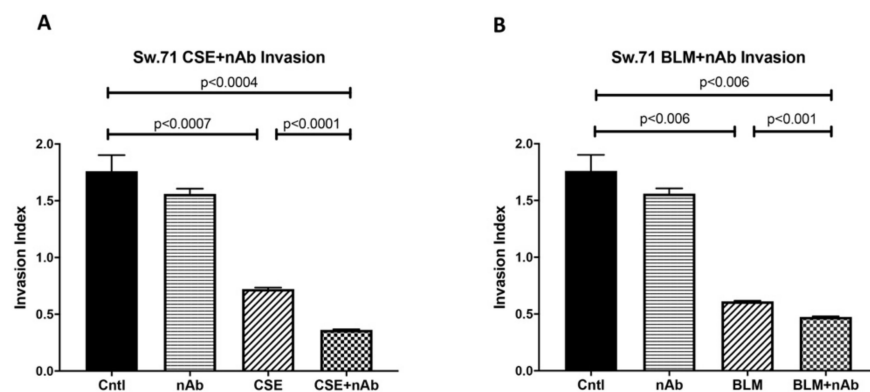 A
Sw.71 CSE+nAb Invasion
p<0.0004
p<0.0007 p<0.0001
2.0
1.5
1.0
0.5
0.0
Invasion Index
Cntl nAb CSE CSE+nAb
B
Sw.71 BLM+nAb Invasion
p<0.006
p<0.006 p<0.001
2.0
1.5
1.0
0.5
0.0
Invasion Index
Cntl nAb BLM BLM+nAb